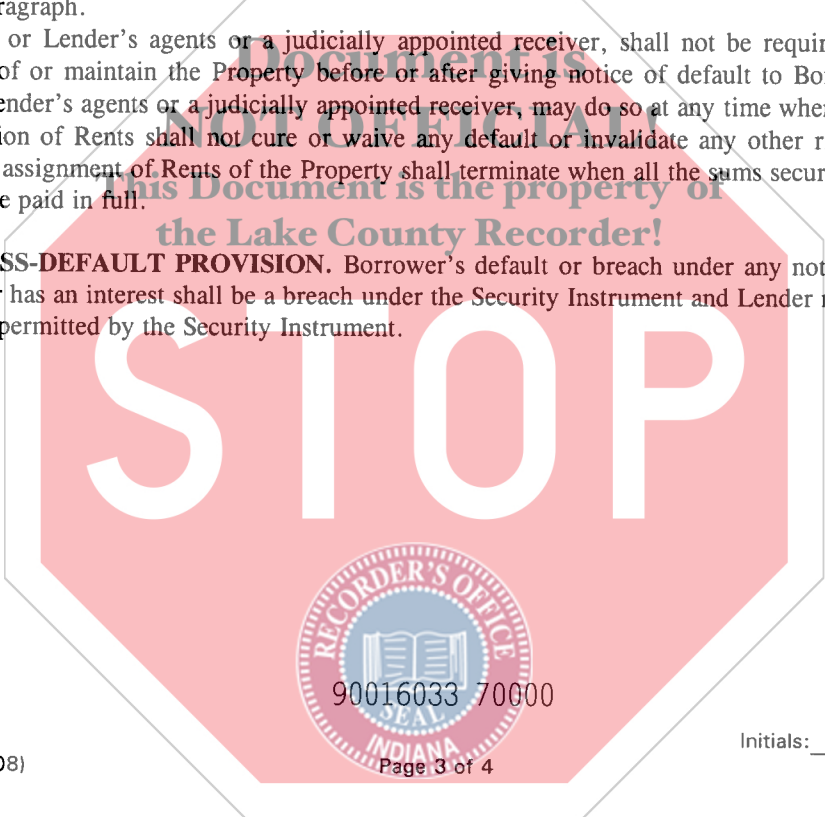 ragraph.
or Lender's agents or a judicially appointed receiver, shall not be requir
of or maintain the Property before or after giving notice of default to Bor
ender's agents or a judicially appointed receiver, may do so at any time when
ion of Rents shall not cure or waive any default or invalidate any other r
assignment of Rents of the Property shall terminate when all the sums secur
e paid in full.
Document is
NOT OFFICIAL!
This Document is the property of
the Lake County Recorder!
SS-DEFAULT PROVISION. Borrower's default or breach under any not
has an interest shall be a breach under the Security Instrument and Lender
permitted by the Security Instrument.
STOP
RECORDER'S OFFICE
90016033 70000
SEAL
INDIANA
Initials:
08)
Page 3 of 4